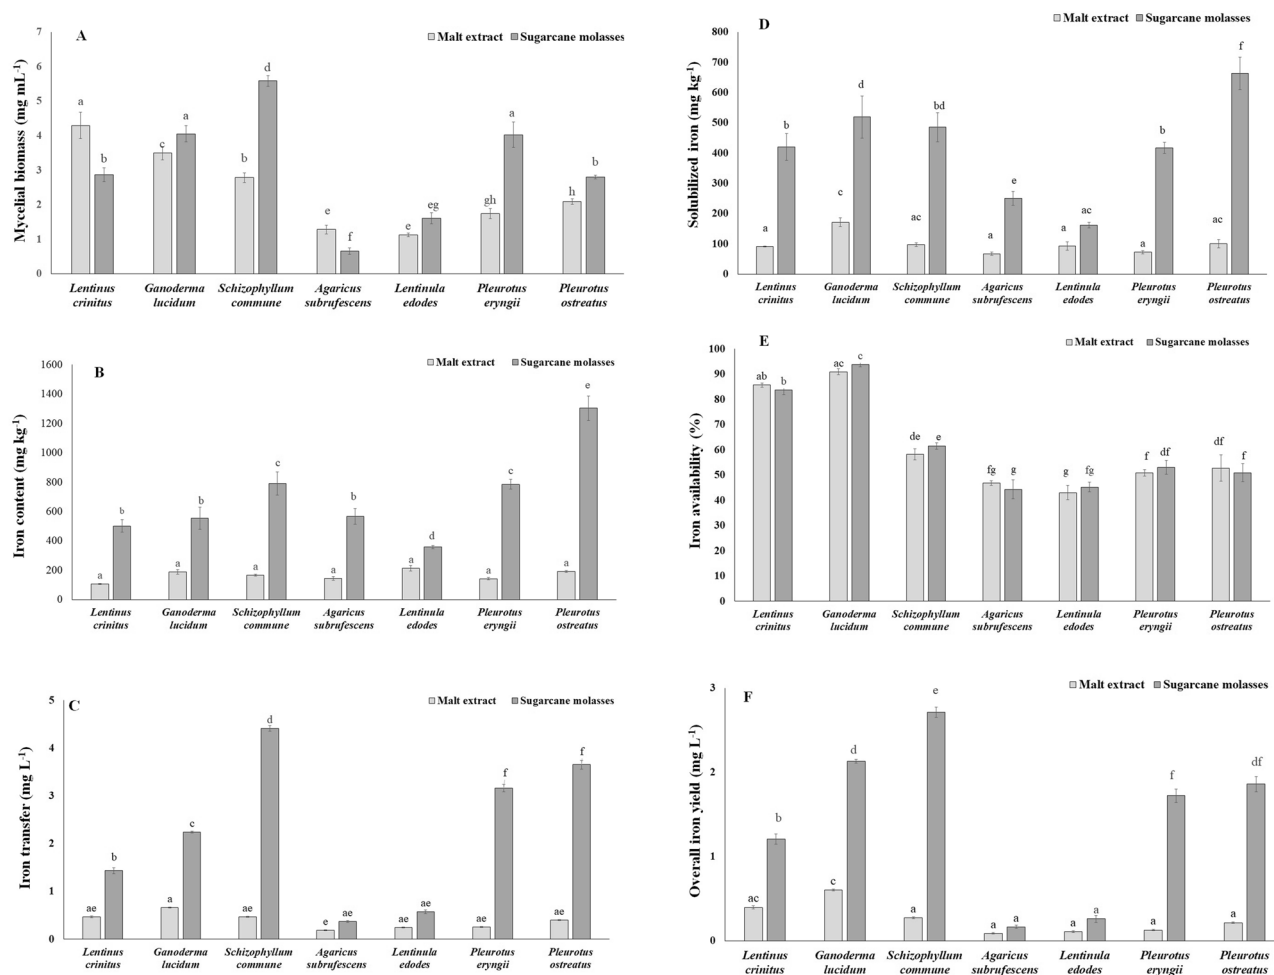 A
Malt extract
Sugarcane molasses
Mycelial biomass (mg mL-1)
7
6
5
4
3
2
1
0
a
b
c
a
b
d
e
f
e
eg
gh
a
h
b
Lentinus crinitus
Ganoderma lucidum
Schizophyllum commune
Agaricus subrufescens
Lentinula edodes
Pleurotus eryngii
Pleurotus ostreatus
B
Malt extract
Sugarcane molasses
Iron content (mg kg-1)
1600
1400
1200
1000
800
600
400
200
0
a
b
a
b
a
c
a
b
a
d
a
c
a
e
Lentinus crinitus
Ganoderma lucidum
Schizophyllum commune
Agaricus subrufescens
Lentinula edodes
Pleurotus eryngii
Pleurotus ostreatus
C
Malt extract
Sugarcane molasses
Iron transfer (mg L-1)
5
4
3
2
1
0
ae
b
a
c
ae
d
e
ae
ae
ae
ae
f
ae
f
Lentinus crinitus
Ganoderma lucidum
Schizophyllum commune
Agaricus subrufescens
Lentinula edodes
Pleurotus eryngii
Pleurotus ostreatus
D
Malt extract
Sugarcane molasses
Solubilized iron (mg kg-1)
800
700
600
500
400
300
200
100
0
a
b
c
d
ac
bd
a
e
a
ac
a
b
ac
f
Lentinus crinitus
Ganoderma lucidum
Schizophyllum commune
Agaricus subrufescens
Lentinula edodes
Pleurotus eryngii
Pleurotus ostreatus
E
Malt extract
Sugarcane molasses
Iron availability (%)
100
90
80
70
60
50
40
30
20
10
0
ab
b
ac
c
de
e
fg
g
g
fg
f
df
df
f
Lentinus crinitus
Ganoderma lucidum
Schizophyllum commune
Agaricus subrufescens
Lentinula edodes
Pleurotus eryngii
Pleurotus ostreatus
F
Malt extract
Sugarcane molasses
Overall iron yield (mg L-1)
3
2
1
0
ac
b
c
d
a
e
a
a
a
a
a
f
a
df
Lentinus crinitus
Ganoderma lucidum
Schizophyllum commune
Agaricus subrufescens
Lentinula edodes
Pleurotus eryngii
Pleurotus ostreatus